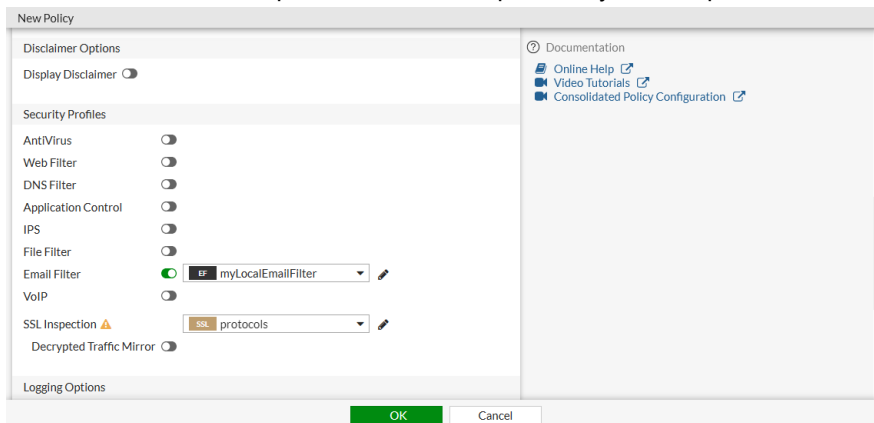 New Policy
Disclaimer Options
Display Disclaimer
Security Profiles
AntiVirus
Web Filter
DNS Filter
Application Control
IPS
File Filter
Email Filter EF myLocalEmailFilter
VoIP
SSL Inspection SSL protocols
Decrypted Traffic Mirror
Logging Options
OK Cancel
? Documentation
Online Help
Video Tutorials
Consolidated Policy Configuration